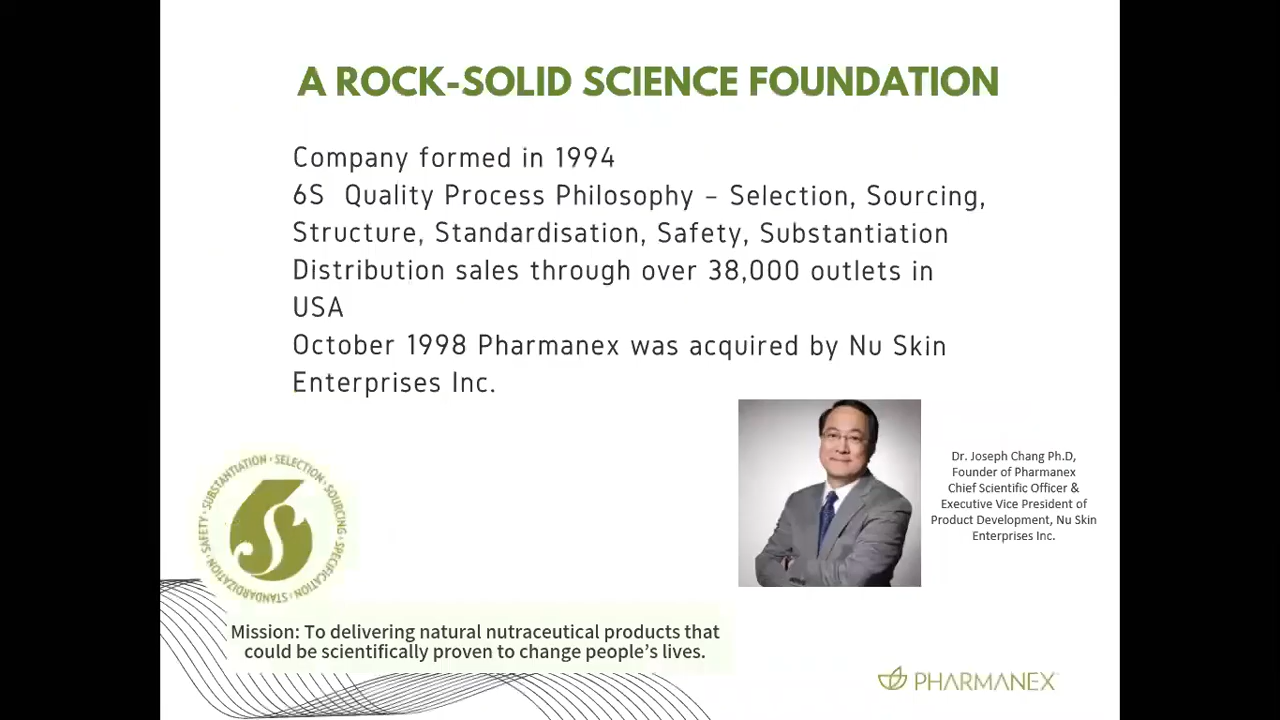 A ROCK-SOLID SCIENCE FOUNDATION
Company formed in 1994
6S Quality Process Philosophy – Selection, Sourcing,
Structure, Standardisation, Safety, Substantiation
Distribution sales through over 38,000 outlets in
USA
October 1998 Pharmanex was acquired by Nu Skin
Enterprises Inc.
Dr. Joseph Chang Ph.D,
Founder of Pharmanex
Chief Scientific Officer &
Executive Vice President of
Product Development, Nu Skin
Enterprises Inc.
SELECTION · SOURCING · SPECIFICATION · STANDARDIZATION · SAFETY · SUBSTANTIATION ·
6S
Mission: To delivering natural nutraceutical products that
could be scientifically proven to change people's lives.
PHARMANEX